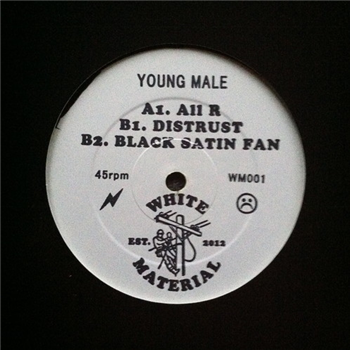 YOUNG MALE
A1. All R
B1. DISTRUST
B2. BLACK SATIN FAN
45rpm WM001
WHITE
EST. 2012
MATERIAL